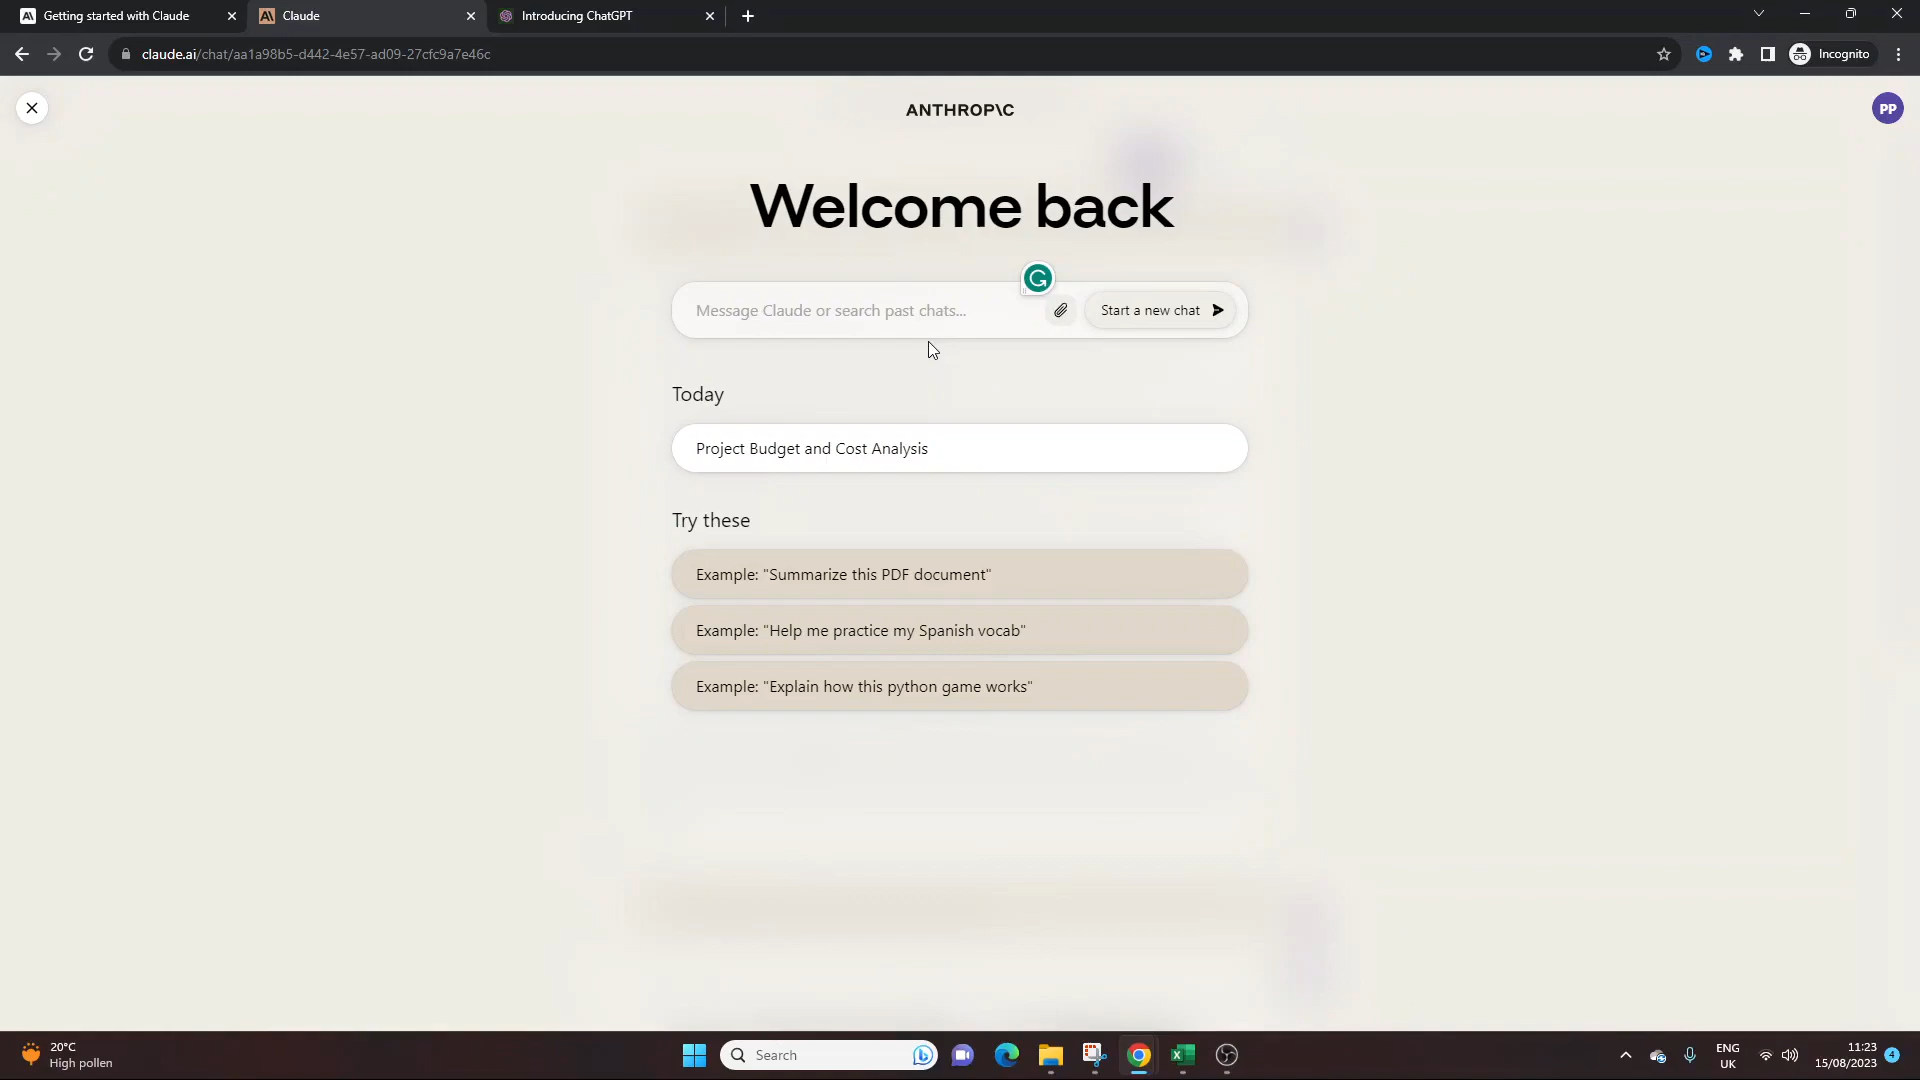 Getting started with Claude
Claude
Introducing ChatGPT
claude.ai/chat/aa1a98b5-d442-4e57-ad09-27cfc9a7e46c
Incognito
ANTHROP\C
PP
Welcome back
Message Claude or search past chats...
Start a new chat
Today
Project Budget and Cost Analysis
Try these
Example: "Summarize this PDF document"
Example: "Help me practice my Spanish vocab"
Example: "Explain how this python game works"
20°C
High pollen
Search
ENG
UK
11:23
15/08/2023
4